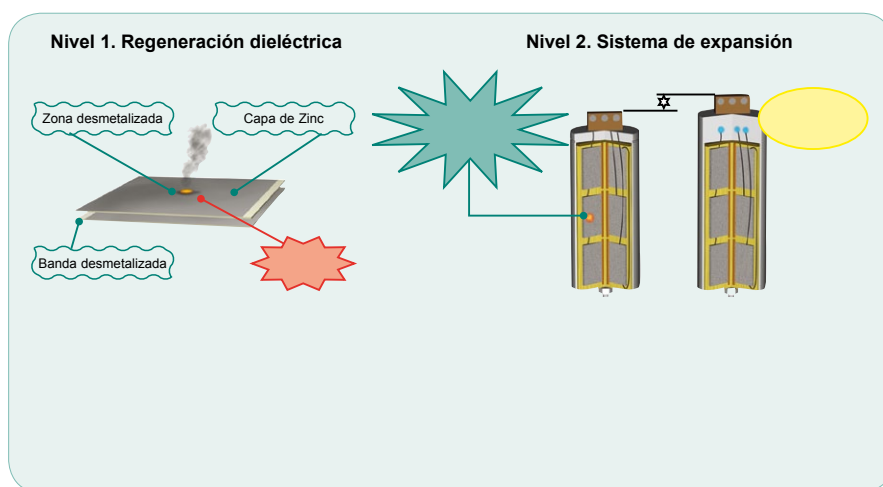 Nivel 1. Regeneración dieléctrica
Nivel 2. Sistema de expansión
Zona desmetalizada
Capa de Zinc
Banda desmetalizada